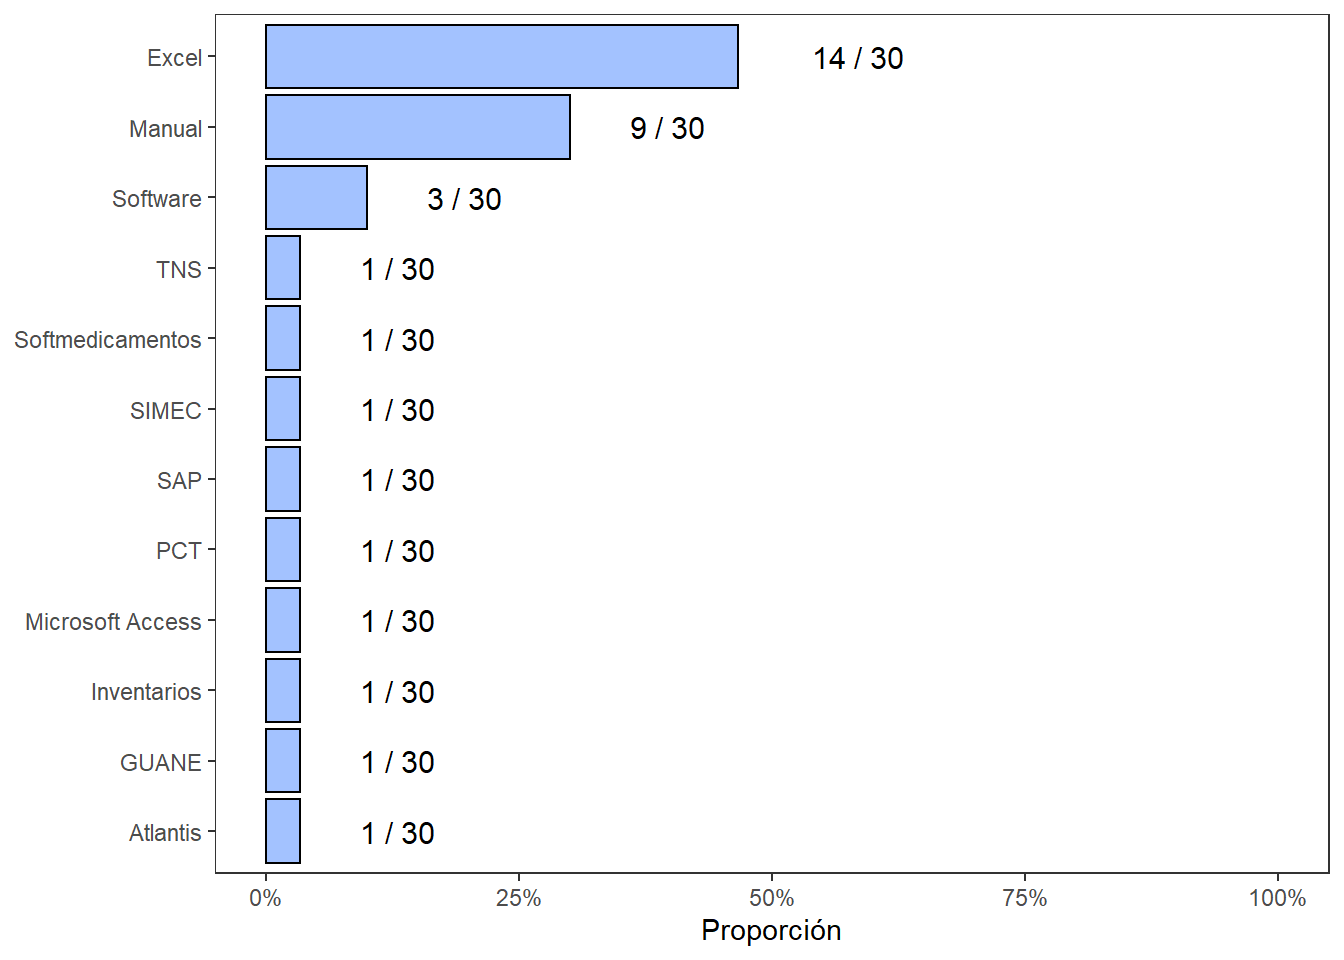 Excel 14 / 30
Manual 9 / 30
Software 3 / 30
TNS 1 / 30
Softmedicamentos 1 / 30
SIMEC 1 / 30
SAP 1 / 30
PCT 1 / 30
Microsoft Access 1 / 30
Inventarios 1 / 30
GUANE 1 / 30
Atlantis 1 / 30
0% 25% 50% 75% 100%
Proporción